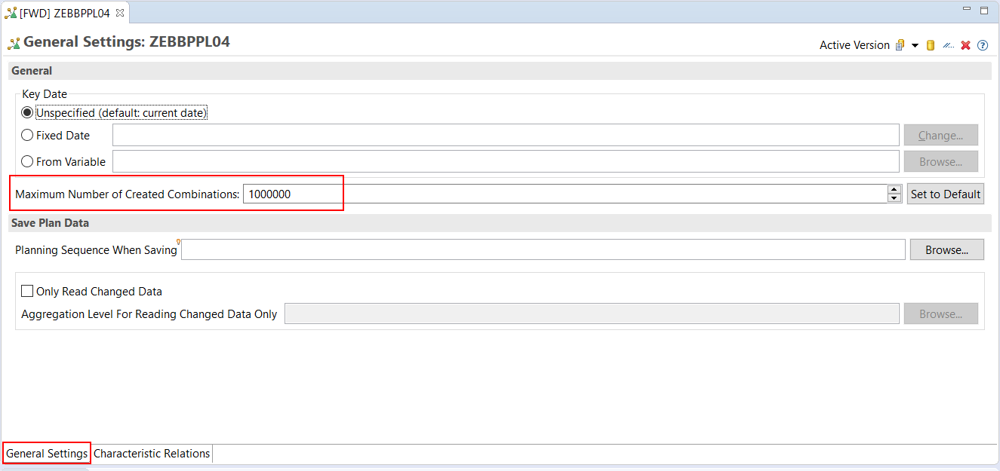 [FWD] ZEBBPPL04
General Settings: ZEBBPPL04
Active Version
General
Key Date
Unspecified (default: current date)
Fixed Date Change...
From Variable Browse...
Maximum Number of Created Combinations: 1000000 Set to Default
Save Plan Data
Planning Sequence When Saving Browse...
Only Read Changed Data
Aggregation Level For Reading Changed Data Only Browse...
General Settings Characteristic Relations